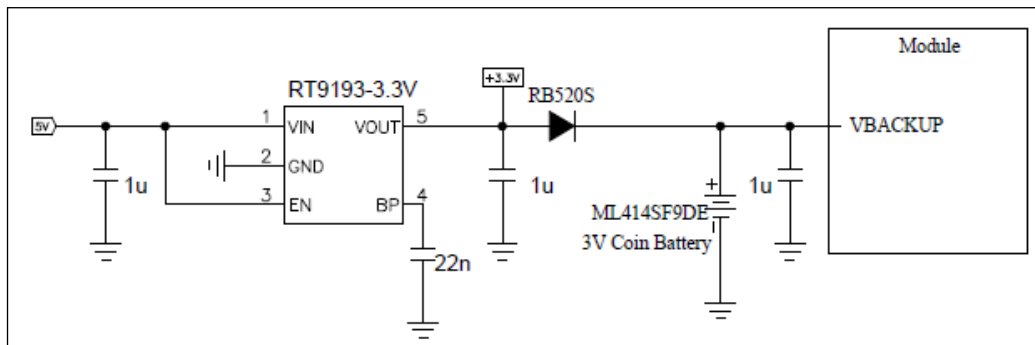 Module
RT9193-3.3V
+3.3V
RB520S
5V
1
VIN
VOUT
5
VBACKUP
2
GND
1u
3
EN
BP
4
1u
1u
ML414SF9DE
3V Coin Battery
22n
+